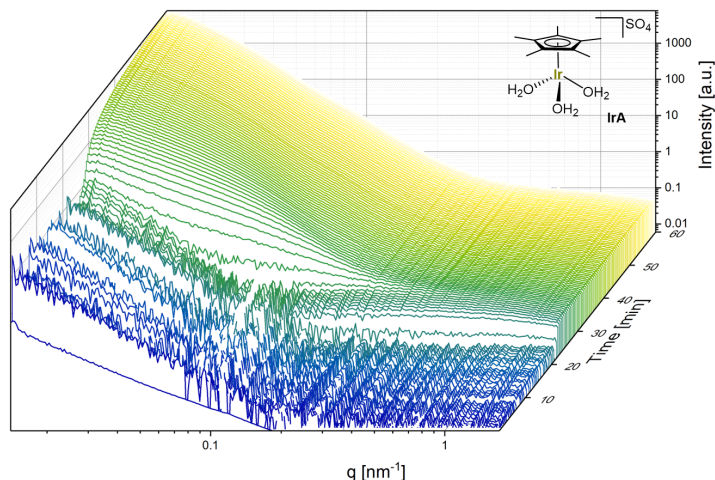 SO₄
1000
100
10
1
0.1
0.01
Intensity [a.u.]
Ir
H₂O
OH₂
OH₂
IrA
60
50
40
30
20
10
Time [min]
0.1
1
q [nm⁻¹]